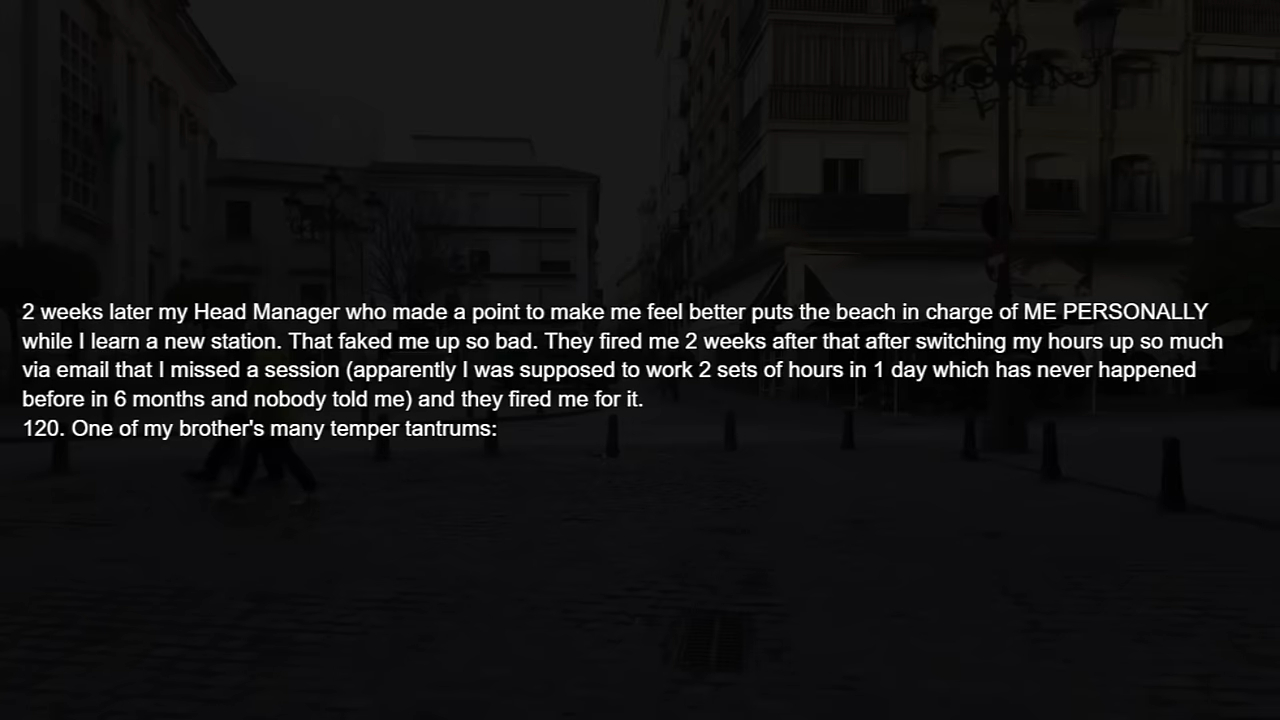 2 weeks later my Head Manager who made a point to make me feel better puts the beach in charge of ME PERSONALLY
while I learn a new station. That faked me up so bad. They fired me 2 weeks after that after switching my hours up so much
via email that I missed a session (apparently I was supposed to work 2 sets of hours in 1 day which has never happened
before in 6 months and nobody told me) and they fired me for it.
120. One of my brother's many temper tantrums: